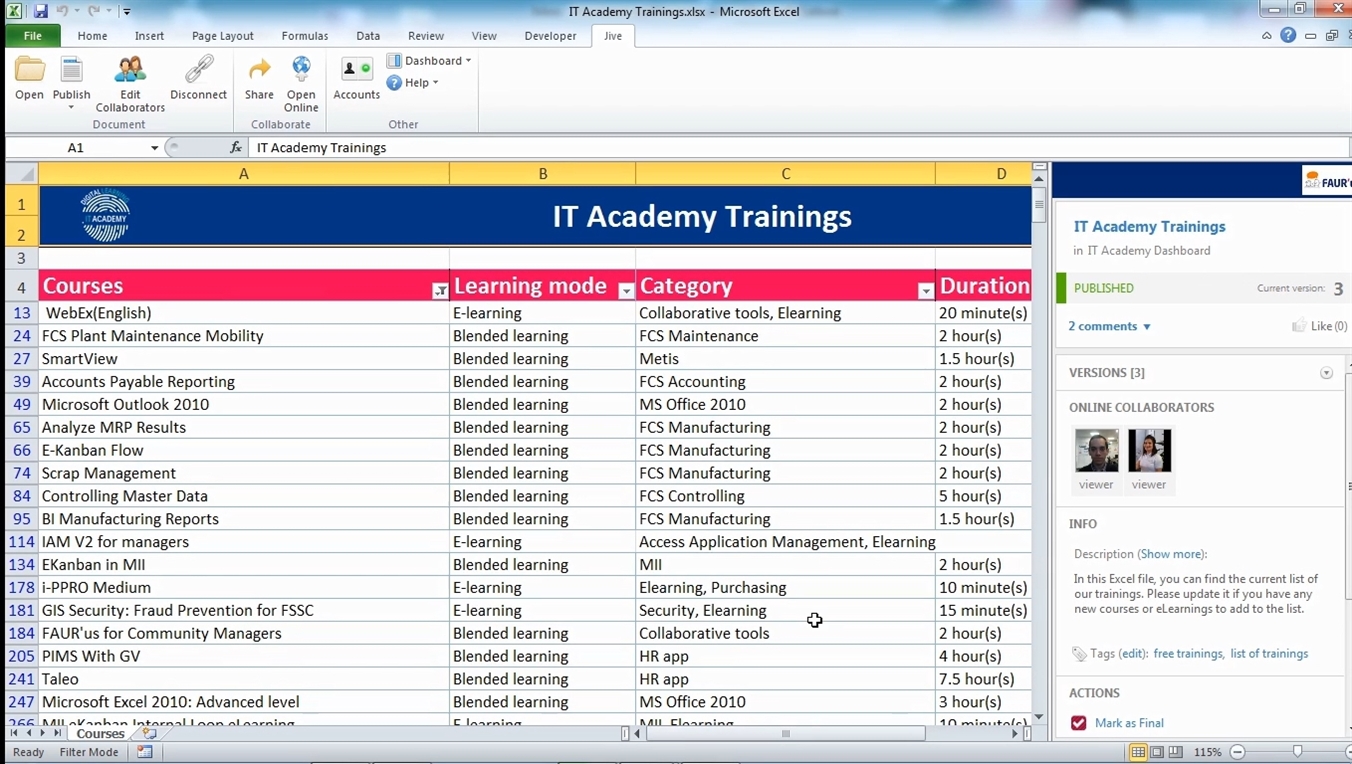 IT Academy Trainings.xlsx - Microsoft Excel
File Home Insert Page Layout Formulas Data Review View Developer Jive
Open Publish Edit Collaborators Disconnect Share Open Online Accounts Dashboard Help
Document Collaborate Other
A1 fx IT Academy Trainings
A B C D
1
2
IT ACADEMY
IT Academy Trainings
3
4 Courses Learning mode Category Duration
13 WebEx(English) E-learning Collaborative tools, Elearning 20 minute(s)
24 FCS Plant Maintenance Mobility Blended learning FCS Maintenance 2 hour(s)
27 SmartView Blended learning Metis 1.5 hour(s)
39 Accounts Payable Reporting Blended learning FCS Accounting 2 hour(s)
49 Microsoft Outlook 2010 Blended learning MS Office 2010 2 hour(s)
65 Analyze MRP Results Blended learning FCS Manufacturing 2 hour(s)
66 E-Kanban Flow Blended learning FCS Manufacturing 2 hour(s)
74 Scrap Management Blended learning FCS Manufacturing 2 hour(s)
84 Controlling Master Data Blended learning FCS Controlling 5 hour(s)
95 BI Manufacturing Reports Blended learning FCS Manufacturing 1.5 hour(s)
114 IAM V2 for managers E-learning Access Application Management, Elearning
134 EKanban in MII Blended learning MII 2 hour(s)
178 i-PPRO Medium E-learning Elearning, Purchasing 10 minute(s)
181 GIS Security: Fraud Prevention for FSSC E-learning Security, Elearning 15 minute(s)
184 FAUR'us for Community Managers Blended learning Collaborative tools 2 hour(s)
205 PIMS With GV Blended learning HR app 4 hour(s)
241 Taleo Blended learning HR app 7.5 hour(s)
247 Microsoft Excel 2010: Advanced level Blended learning MS Office 2010 3 hour(s)
266 MII eKanban Internal Loop eLearning E-learning MII, Elearning 10 minute(s)
Courses
Ready Filter Mode 115%
FAUR'u
IT Academy Trainings
in IT Academy Dashboard
PUBLISHED Current version: 3
2 comments Like (0)
VERSIONS [3]
ONLINE COLLABORATORS
viewer viewer
INFO
Description (Show more):
In this Excel file, you can find the current list of
our trainings. Please update it if you have any
new courses or eLearnings to add to the list.
Tags (edit): free trainings, list of trainings
ACTIONS
Mark as Final